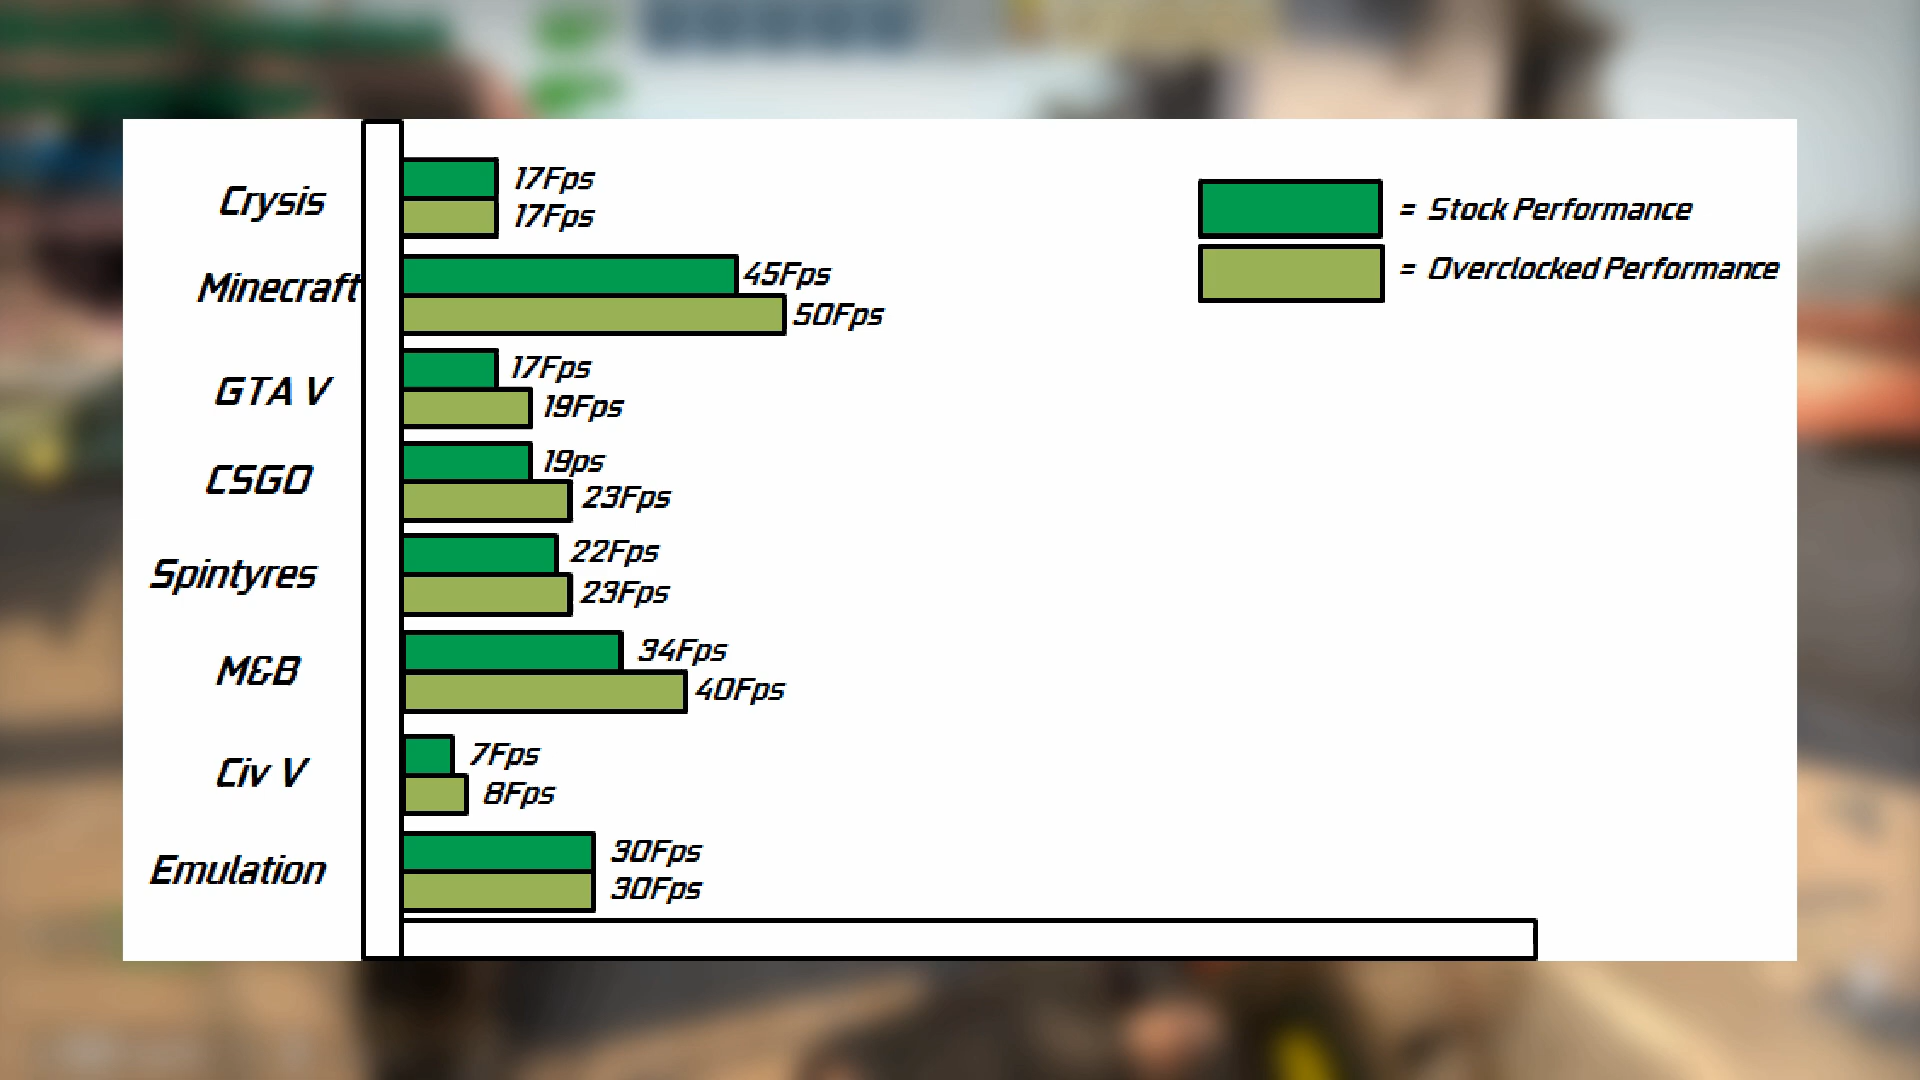 Crysis
17Fps
17Fps
Minecraft
45Fps
50Fps
GTA V
17Fps
19Fps
CSGO
19ps
23Fps
Spintyres
22Fps
23Fps
M&B
34Fps
40Fps
Civ V
7Fps
8Fps
Emulation
30Fps
30Fps
= Stock Performance
= Overclocked Performance